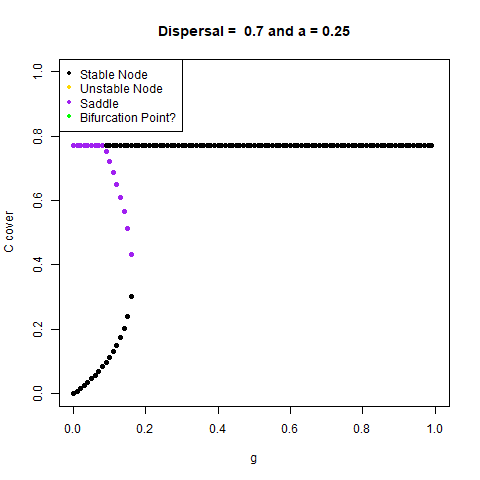 Dispersal =  0.7 and a = 0.25
Stable Node
Unstable Node
Saddle
Bifurcation Point?
C cover
1.0
0.8
0.6
0.4
0.2
0.0
0.0 0.2 0.4 0.6 0.8 1.0
g